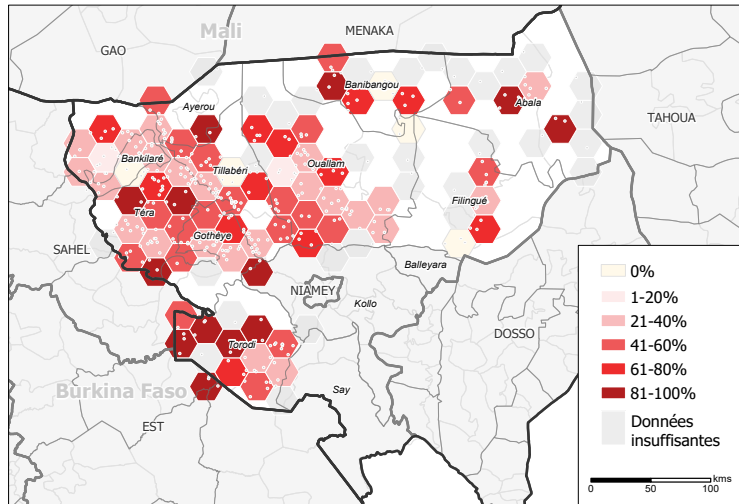 Mali
MENAKA
GAO
Banibangou
Ayerou
Abala
TAHOUA
Bankilaré
Tillabéri
Ouallam
Filingué
Téra
Gothéye
SAHEL
Balleyara
NIAMEY
Kollo
DOSSO
Torodi
Burkina Faso
Say
EST
0%
1-20%
21-40%
41-60%
61-80%
81-100%
Données
insuffisantes
kms
0 50 100